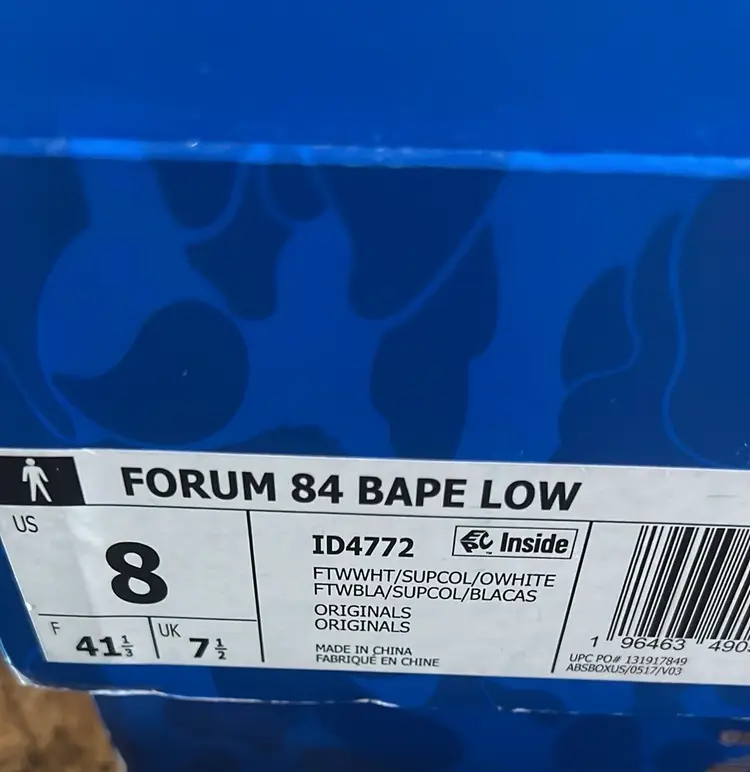 FORUM 84 BAPE LOW
US
8
F 41⅓
UK 7½
ID4772
Inside
FTWWHT/SUPCOL/OWHITE
FTWBLA/SUPCOL/BLACAS
ORIGINALS
ORIGINALS
MADE IN CHINA
FABRIQUÉ EN CHINE
1 96463 490
UPC PO# 131917849
ABSBOXUS/0517/V03